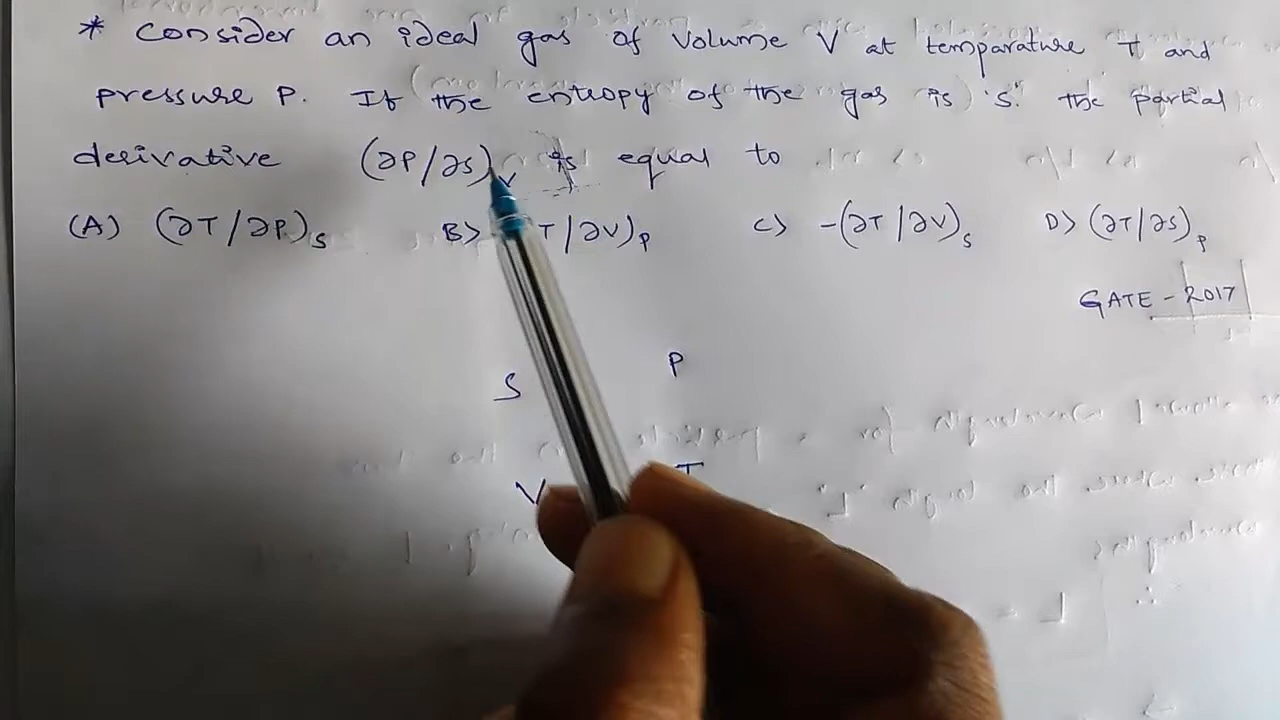 * Consider an ideal gas of Volume V at temparature T and
pressure P. If the entropy of the gas is 's'. the partial
derivative (∂P/∂s)v is equal to
(A) (∂T/∂P)s B) T/∂V)p C) -(∂T/∂V)s D) (∂T/∂s)p
GATE - 2017
S P
V T